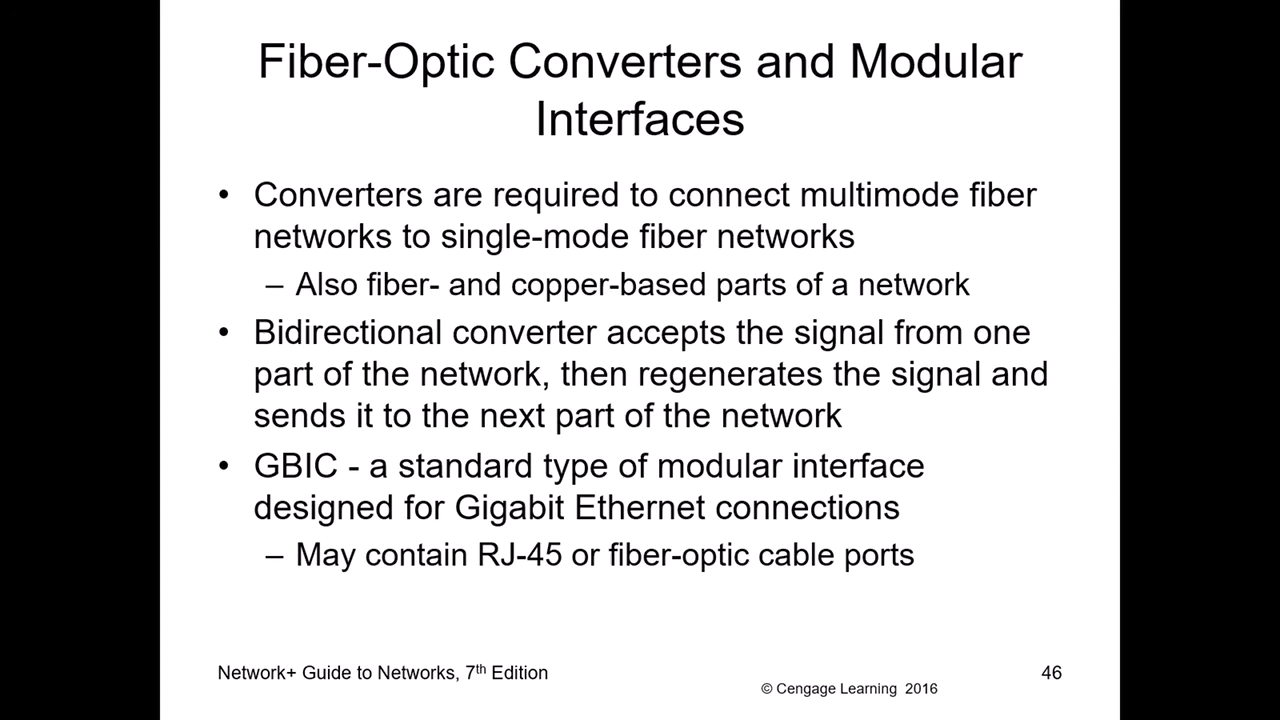 Fiber-Optic Converters and Modular
Interfaces
• Converters are required to connect multimode fiber
networks to single-mode fiber networks
– Also fiber- and copper-based parts of a network
• Bidirectional converter accepts the signal from one
part of the network, then regenerates the signal and
sends it to the next part of the network
• GBIC - a standard type of modular interface
designed for Gigabit Ethernet connections
– May contain RJ-45 or fiber-optic cable ports
Network+ Guide to Networks, 7th Edition
46
© Cengage Learning 2016